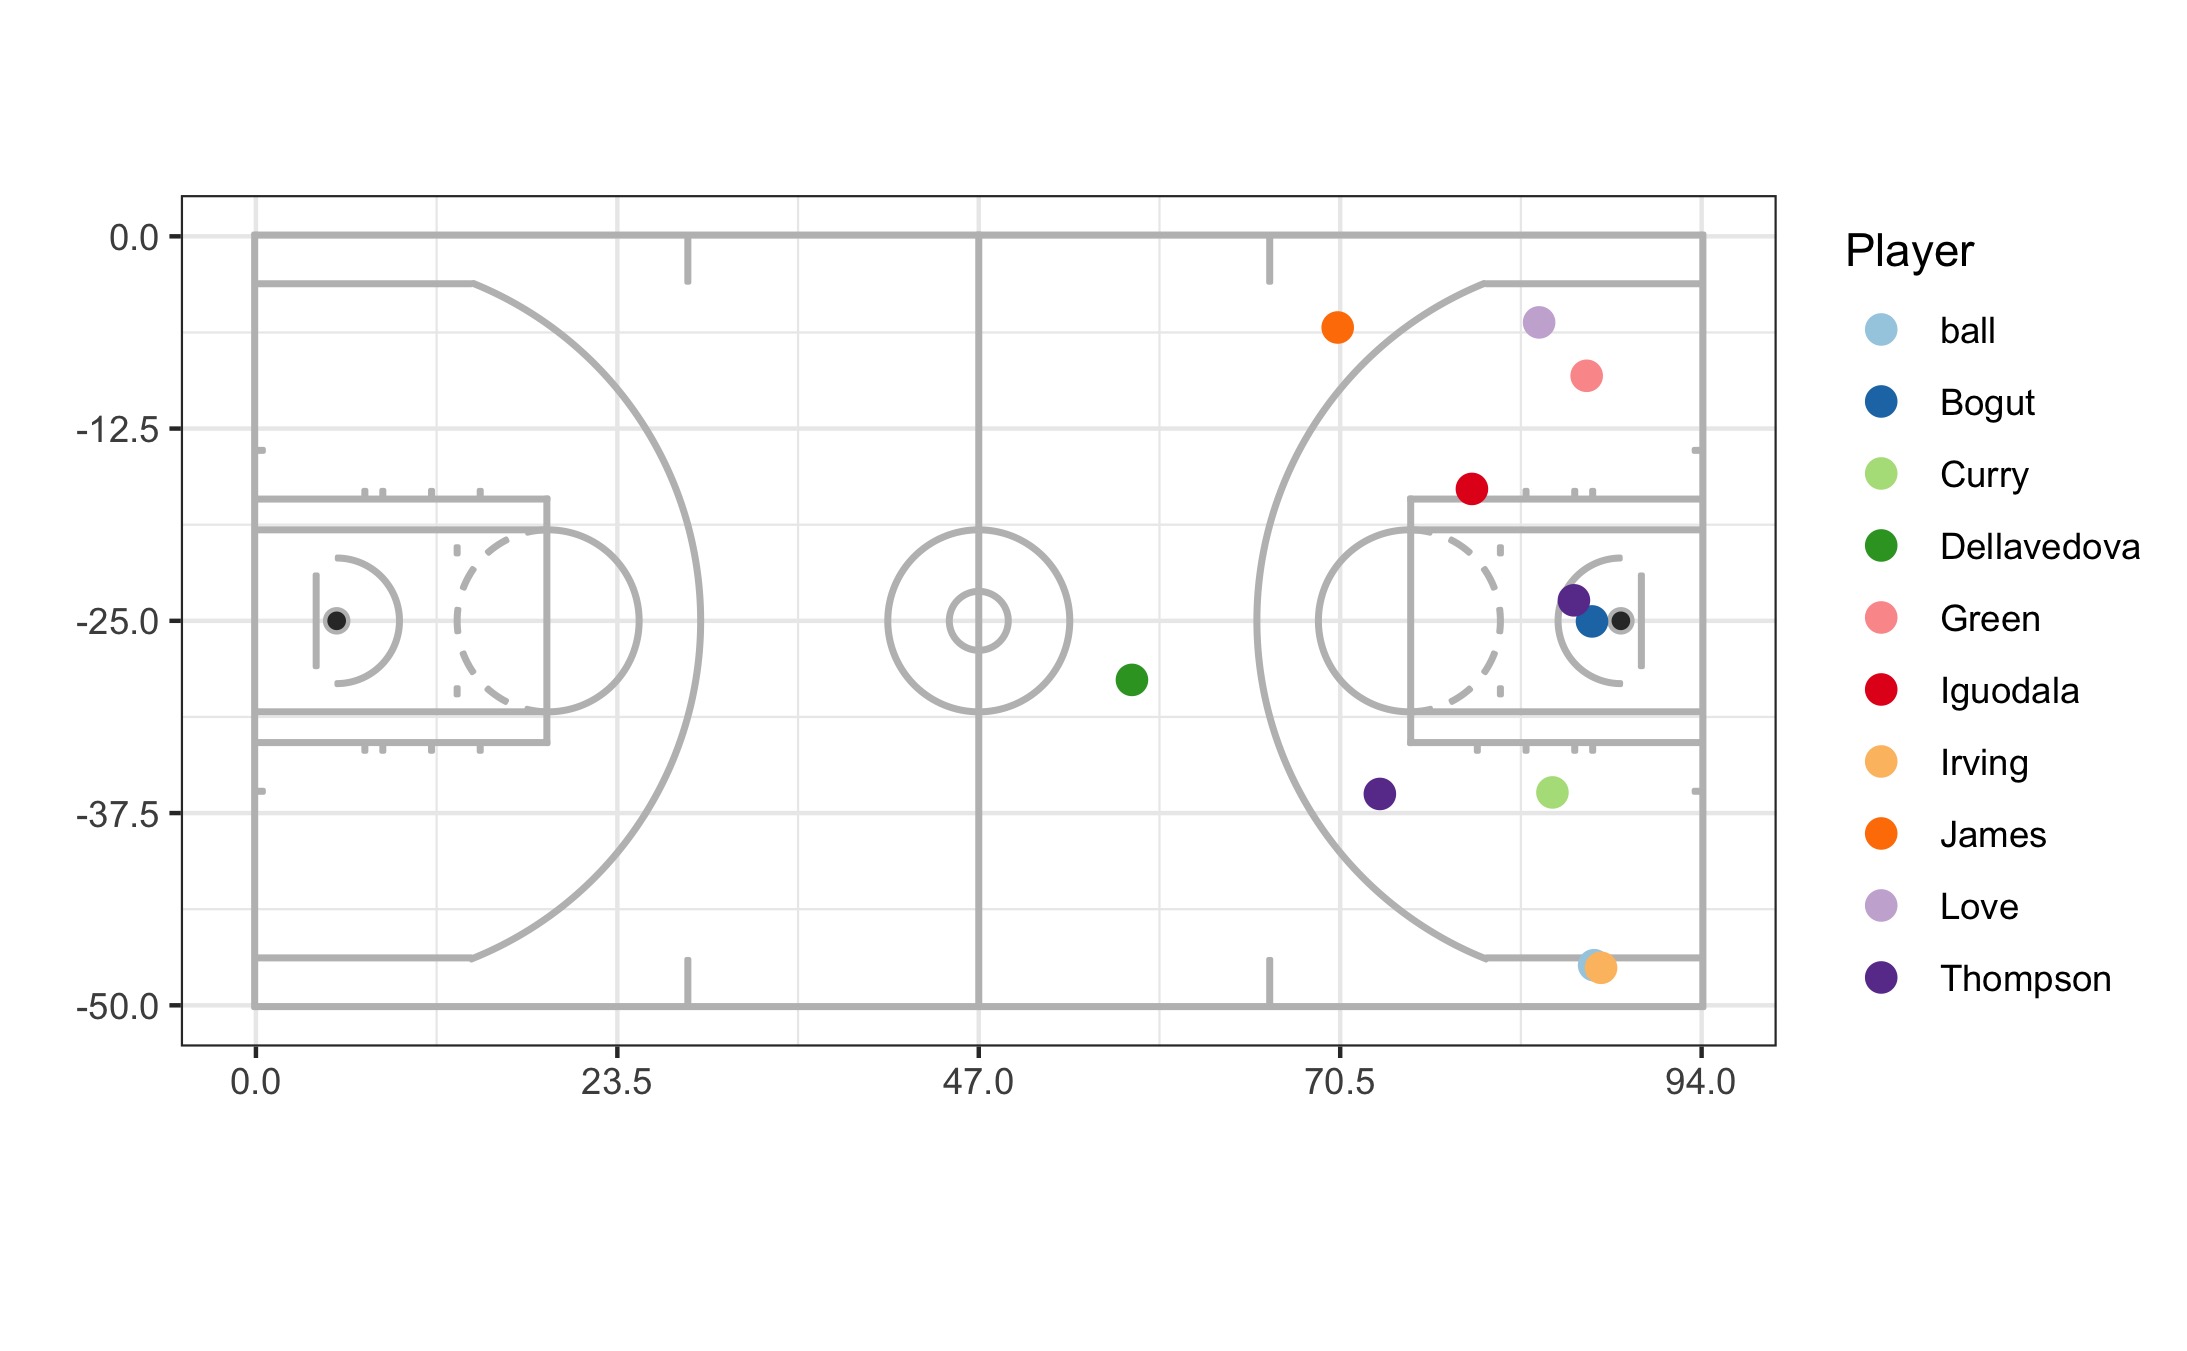 0.0
-12.5
-25.0
-37.5
-50.0
0.0 23.5 47.0 70.5 94.0
Player
ball
Bogut
Curry
Dellavedova
Green
Iguodala
Irving
James
Love
Thompson